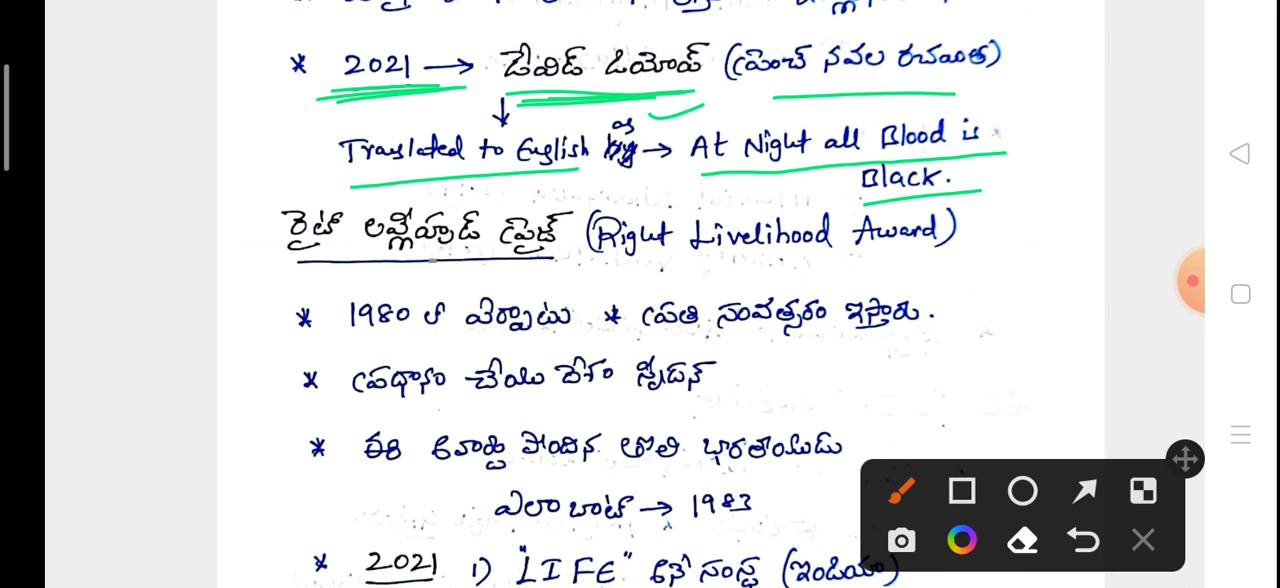 * 2021 → డేవిడ్ డియోప్ (ఫ్రెంచ్ నవలా రచయిత)
Translated to English as → At Night all Blood is
Black.
రైట్ లవ్లీహుడ్ ప్రైజ్ (Right Livelihood Award)
* 1980 లో ఏర్పాటు * ప్రతి సంవత్సరం ఇస్తారు.
* ప్రధానం చేయు దేశం స్వీడన్
* ఈ అవార్డు పొందిన తొలి భారతీయుడు
ఎలా బాట్ → 1983
* 2021 1) "LIFE" అనే సంస్థ (ఇండియా)